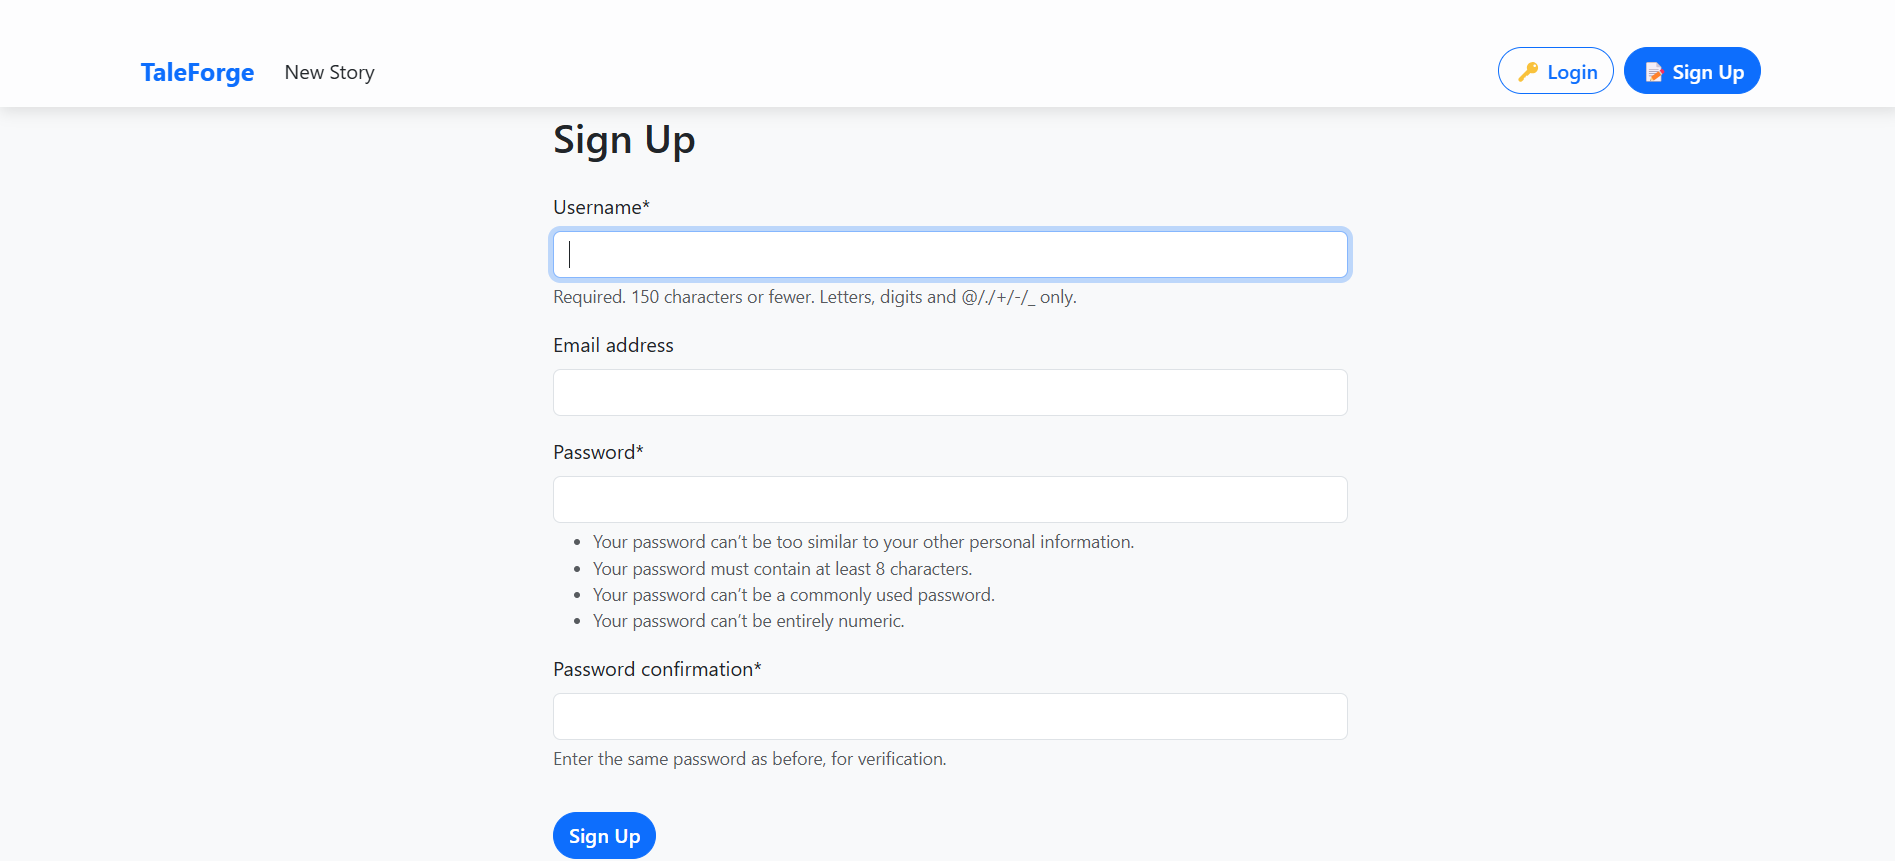 TaleForge New Story 🔑 Login 📝 Sign Up
Sign Up
Username*
Required. 150 characters or fewer. Letters, digits and @/./+/-/_ only.
Email address
Password*
• Your password can’t be too similar to your other personal information.
• Your password must contain at least 8 characters.
• Your password can’t be a commonly used password.
• Your password can’t be entirely numeric.
Password confirmation*
Enter the same password as before, for verification.
Sign Up